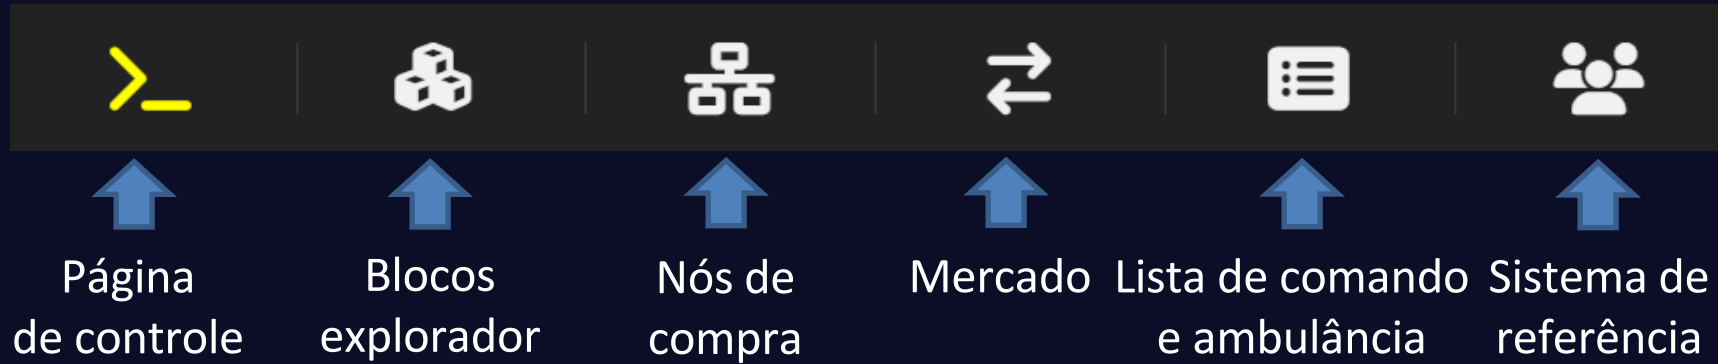 Página
de controle
Blocos
explorador
Nós de
compra
Mercado
Lista de comando
e ambulância
Sistema de
referência